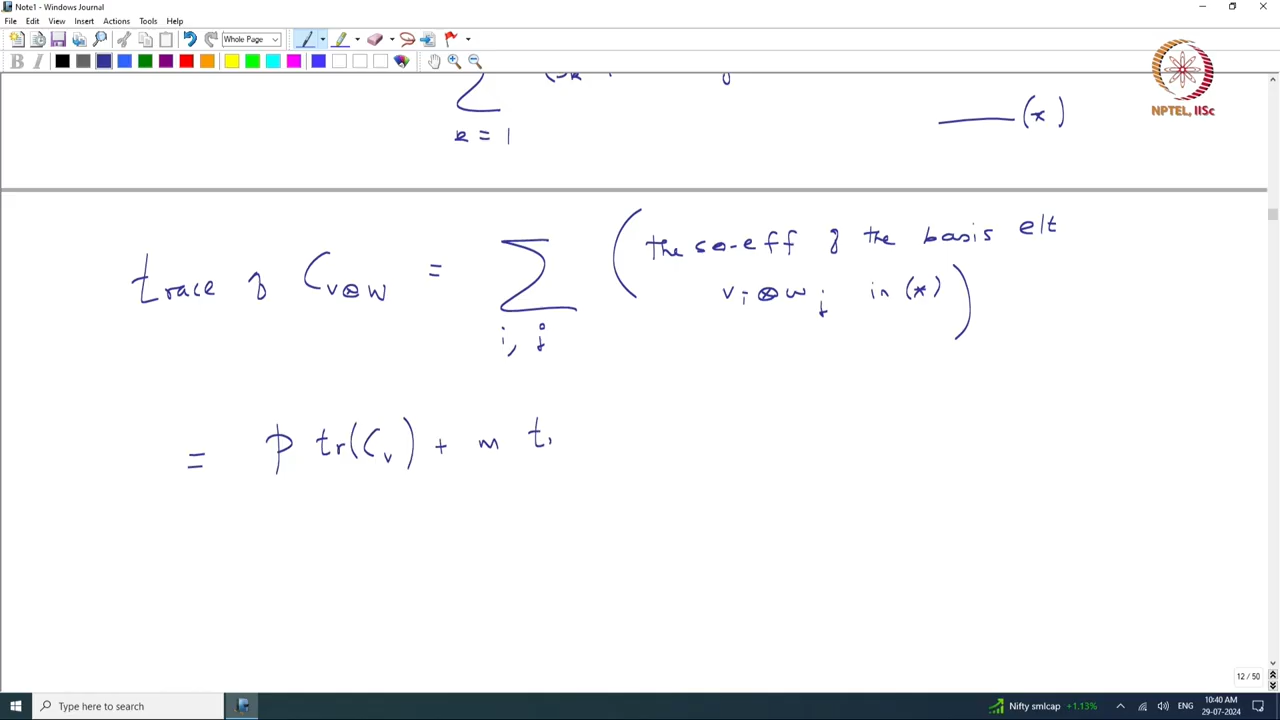 Note1 - Windows Journal
File Edit View Insert Actions Tools Help
Whole Page
B i
k = 1
(*)
NPTEL, IISc
trace of C_{v⊗w} = ∑_{i, j} ( the co-eff of the basis elt
v_i ⊗ w_j in (*) )
= p tr(C_v) + m t
12 / 50
Type here to search
Nifty smlcap +1.13%
ENG
10:40 AM
29-07-2024